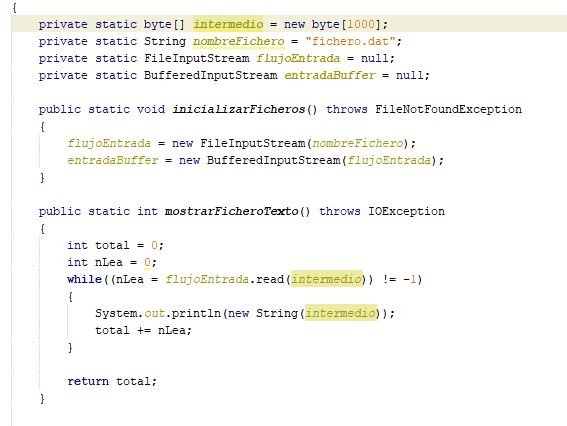 {
private static byte[] intermedio = new byte[1000];
private static String nombreFichero = "fichero.dat";
private static FileInputStream flujoEntrada = null;
private static BufferedInputStream entradaBuffer = null;
public static void inicializarFicheros() throws FileNotFoundException
{
flujoEntrada = new FileInputStream(nombreFichero);
entradaBuffer = new BufferedInputStream(flujoEntrada);
}
public static int mostrarFicheroTexto() throws IOException
{
int total = 0;
int nLea = 0;
while((nLea = flujoEntrada.read(intermedio)) != -1)
{
System.out.println(new String(intermedio));
total += nLea;
}
return total;
}